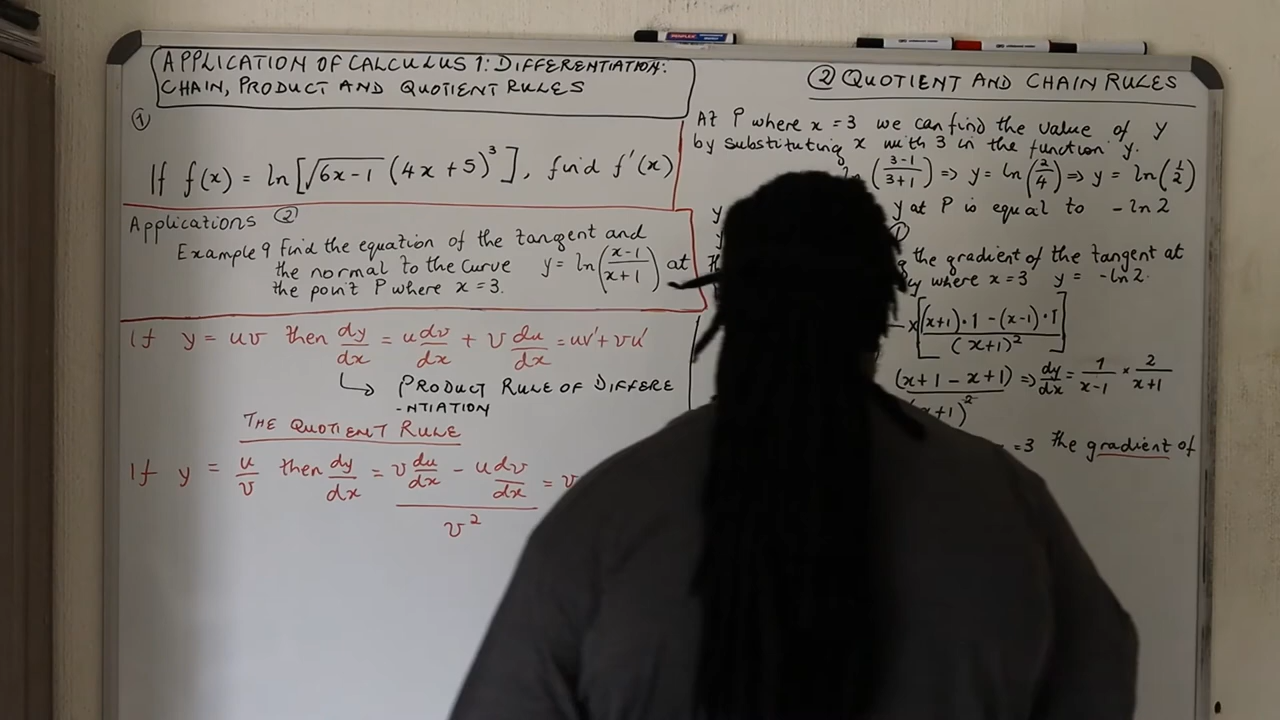 APPLICATION OF CALCULUS 1: DIFFERENTIATION:
CHAIN, PRODUCT AND QUOTIENT RULES
①
If f(x) = ln[√(6x-1) (4x+5)³], find f'(x)
Applications ②
Example 9 Find the equation of the tangent and
the normal to the curve y = ln((x-1)/(x+1)) at
the point P where x = 3.
If y = uv then dy/dx = u dv/dx + v du/dx = uv' + vu'
↳ PRODUCT RULE OF DIFFERE
-NTIATION
THE QUOTIENT RULE
If y = u/v then dy/dx = (v du/dx - u dv/dx)/v² = v
② QUOTIENT AND CHAIN RULES
At P where x = 3 we can find the value of y
by substituting x with 3 in the function y.
((3-1)/(3+1)) => y = ln(2/4) => y = ln(1/2)
y at P is equal to - ln 2
①
the gradient of the tangent at
where x = 3 y = -ln 2.
× [((x+1)·1 - (x-1)·1)/(x+1)²]
(x+1 - x+1)/(x+1)² => dy/dx = 1/(x-1) × 2/(x+1)
=3 the gradient of